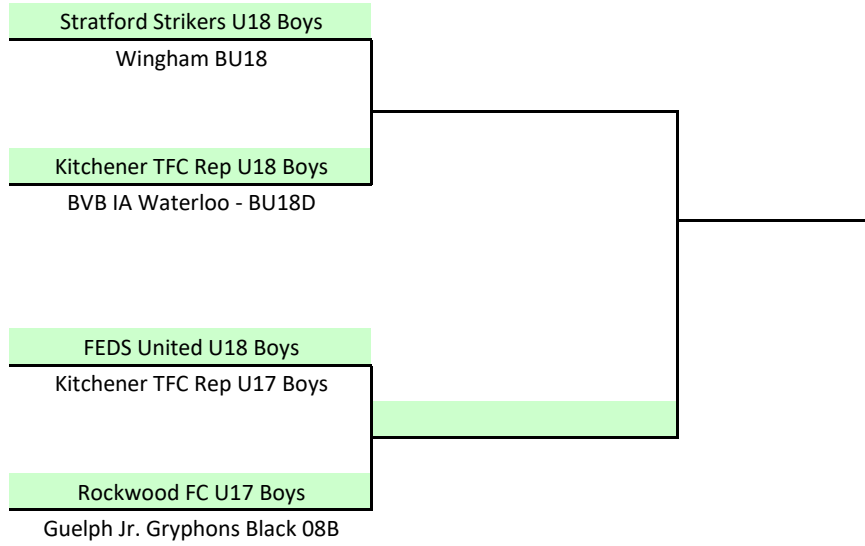 Stratford Strikers U18 Boys
Wingham BU18
Kitchener TFC Rep U18 Boys
BVB IA Waterloo - BU18D
FEDS United U18 Boys
Kitchener TFC Rep U17 Boys
Rockwood FC U17 Boys
Guelph Jr. Gryphons Black 08B